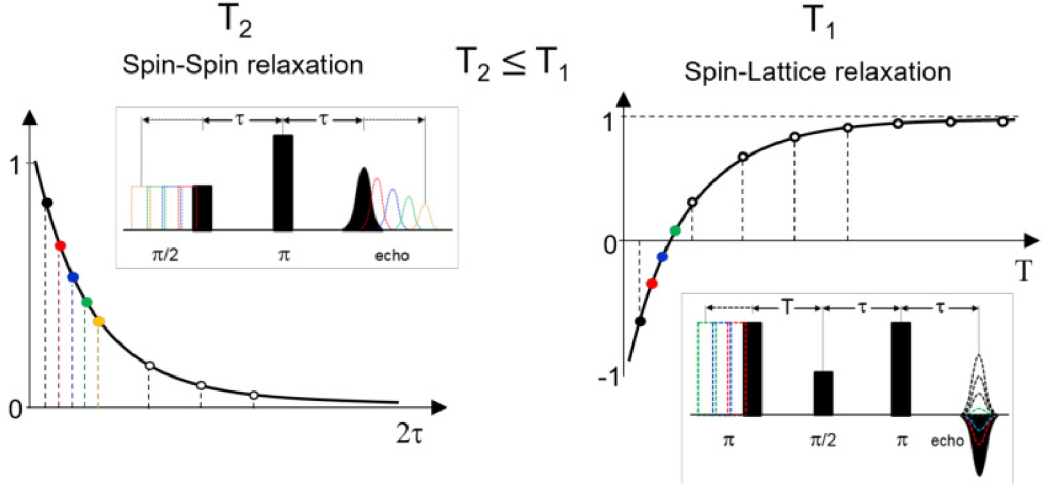 T₂
Spin-Spin relaxation
T₂ ≤ T₁
T₁
Spin-Lattice relaxation
1
0
2τ
τ
τ
π/2
π
echo
1
0
-1
T
T
τ
τ
π
π/2
π
echo